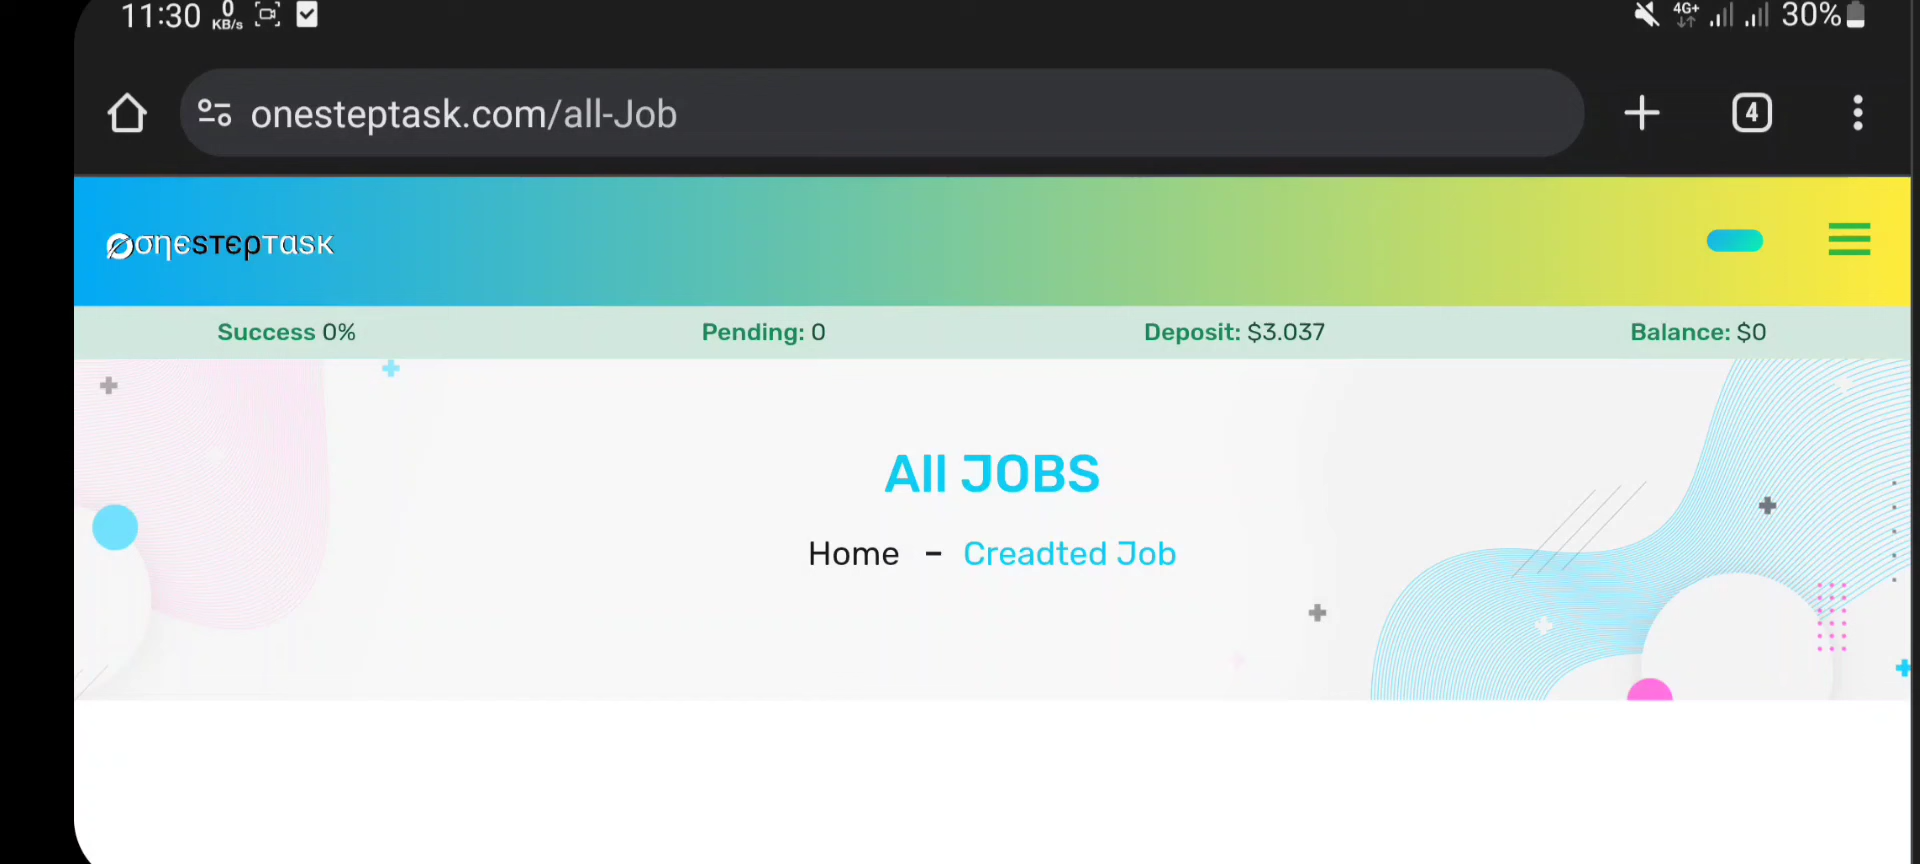 11:30 0 KB/s 4G+ 30%
onesteptask.com/all-Job 4
onesteptask
Success 0% Pending: 0 Deposit: $3.037 Balance: $0
All JOBS
Home - Creadted Job